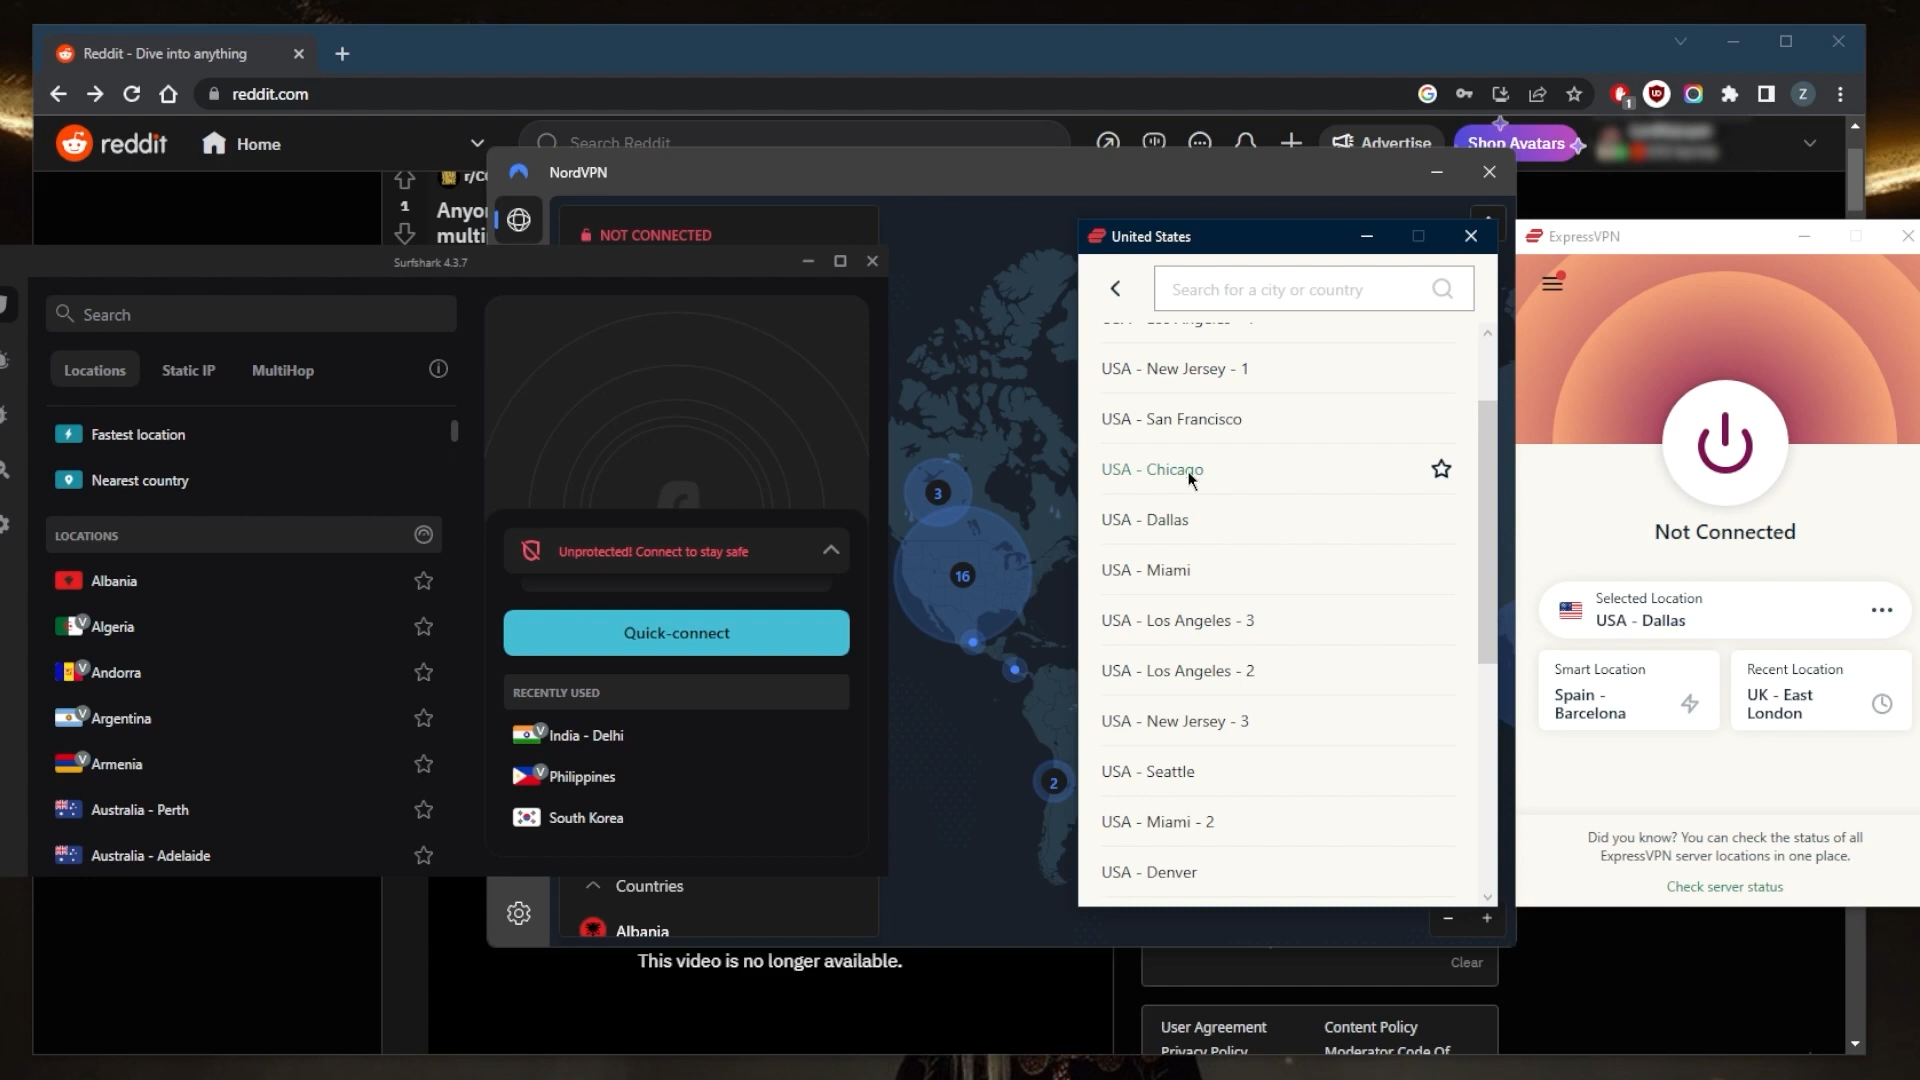 Reddit - Dive into anything
reddit.com
1
Z
reddit
Home
Search Reddit
Advertise
Shop Avatars
1
Anyo
multi
NordVPN
NOT CONNECTED
Surfshark 4.3.7
Search
Locations
Static IP
MultiHop
Fastest location
Nearest country
LOCATIONS
Albania
V Algeria
V Andorra
V Argentina
V Armenia
Australia - Perth
Australia - Adelaide
Unprotected! Connect to stay safe
Quick-connect
RECENTLY USED
V India - Delhi
V Philippines
South Korea
Countries
Albania
3
16
2
United States
Search for a city or country
USA - New Jersey - 1
USA - San Francisco
USA - Chicago
USA - Dallas
USA - Miami
USA - Los Angeles - 3
USA - Los Angeles - 2
USA - New Jersey - 3
USA - Seattle
USA - Miami - 2
USA - Denver
ExpressVPN
Not Connected
Selected Location
USA - Dallas
Smart Location
Spain -
Barcelona
Recent Location
UK - East
London
Did you know? You can check the status of all
ExpressVPN server locations in one place.
Check server status
This video is no longer available.
Clear
User Agreement
Content Policy
Privacy Policy
Moderator Code Of